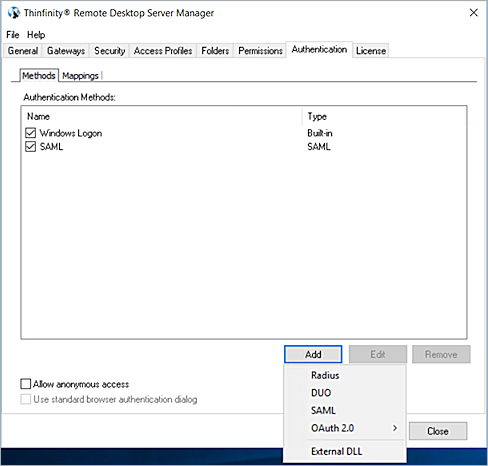 Thinfinity® Remote Desktop Server Manager
File Help
General Gateways Security Access Profiles Folders Permissions Authentication License
Methods Mappings
Authentication Methods:
Name Type
Windows Logon Built-in
SAML SAML
Add Edit Remove
Radius
Allow anonymous access
DUO
Use standard browser authentication dialog
SAML
OAuth 2.0 >
Close
External DLL